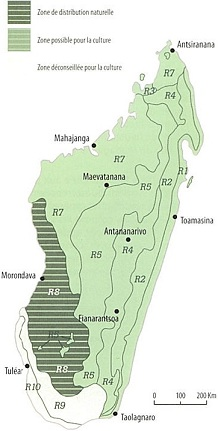 Zone de distribution naturelle
Zone possible pour la culture
Zone déconseillée pour la culture
Antsiranana
R7
R3
R4
Mahajanga
R1
R7
Maevatanana
R2
R5
R7
Toamasina
Antananarivo
R4
R5
R2
Morondava
R8
Fianarantsoa
Tuléar
R8
R5
R4
R10
R9
Taolagnaro
0 100 200 Km